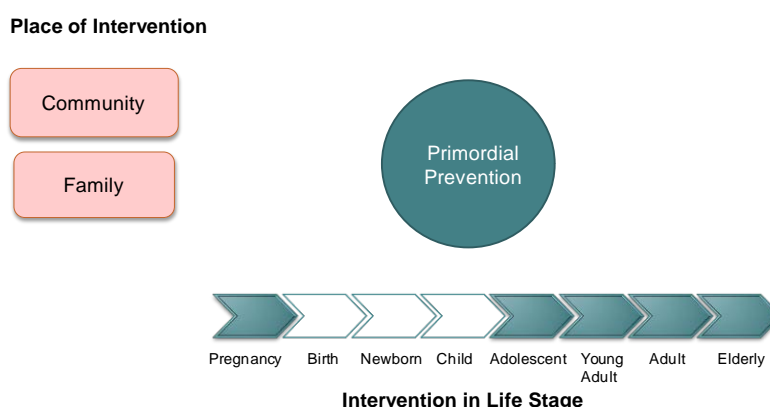 Place of Intervention
Community
Family
Primordial
Prevention
Pregnancy Birth Newborn Child Adolescent Young Adult Elderly
Adult
Intervention in Life Stage